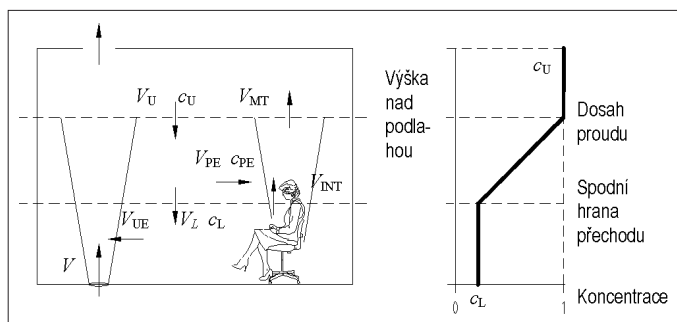 V_U c_U V_MT
V_PE c_PE
V_INT
V_UE V_L c_L
V
Výška
nad
podla-
hou
c_U
Dosah
proudu
Spodní
hrana
přechodu
c_L
0 1
Koncentrace